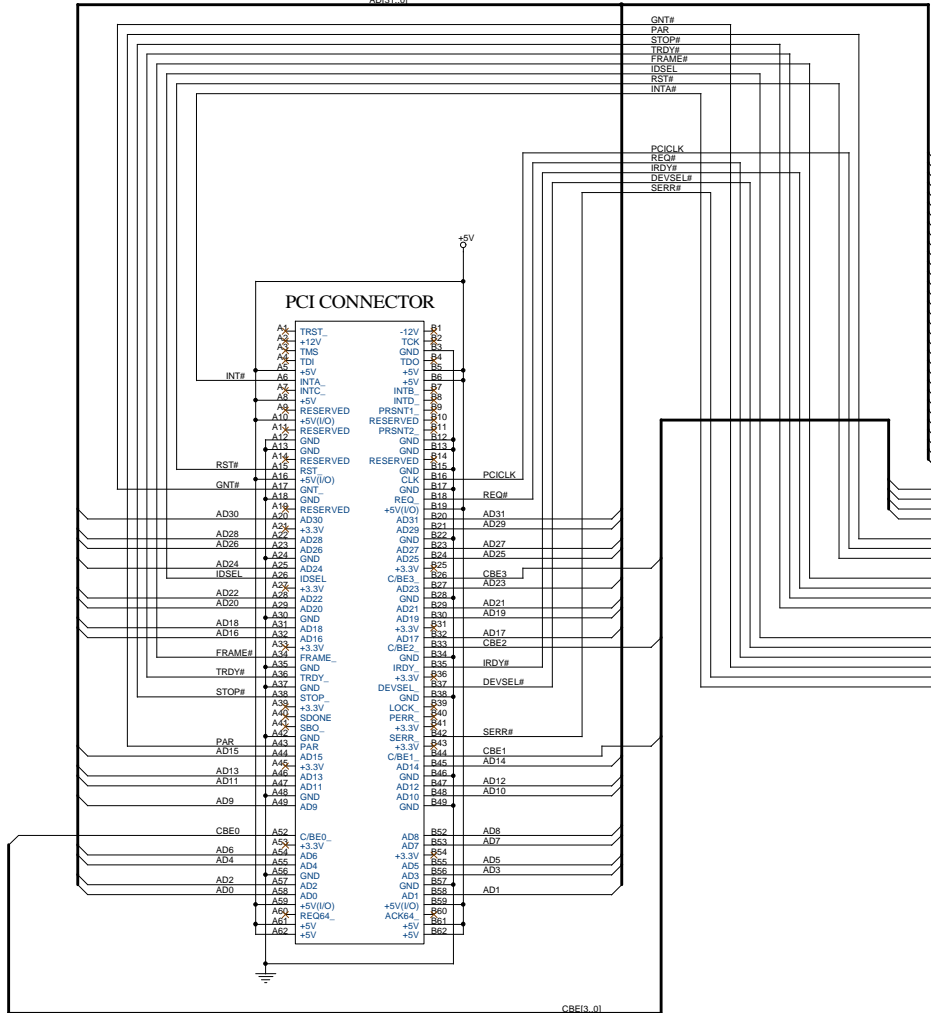 AD[31..0]
GNT#
PAR
STOP#
TRDY#
FRAME#
IDSEL
RST#
INTA#
PCICLK
REQ#
IRDY#
DEVSEL#
SERR#
+5V
PCI CONNECTOR
A1 TRST_ -12V B1
A2 +12V TCK B2
A3 TMS GND B3
A4 TDI TDO B4
A5 +5V +5V B5
INT# A6 INTA_ +5V B6
A7 INTC_ INTB_ B7
A8 +5V INTD_ B8
A9 RESERVED PRSNT1_ B9
A10 +5V(I/O) RESERVED B10
A11 RESERVED PRSNT2_ B11
A12 GND GND B12
A13 GND GND B13
A14 RESERVED RESERVED B14
RST# A15 RST_ GND B15
A16 +5V(I/O) CLK B16 PCICLK
GNT# A17 GNT_ GND B17
A18 GND REQ_ B18 REQ#
A19 RESERVED +5V(I/O) B19
AD30 A20 AD30 AD31 B20 AD31
A21 +3.3V AD29 B21 AD29
AD28 A22 AD28 GND B22
AD26 A23 AD26 AD27 B23 AD27
A24 GND AD25 B24 AD25
AD24 A25 AD24 +3.3V B25
IDSEL A26 IDSEL C/BE3_ B26 CBE3
A27 +3.3V AD23 B27 AD23
AD22 A28 AD22 GND B28
AD20 A29 AD20 AD21 B29 AD21
A30 GND AD19 B30 AD19
AD18 A31 AD18 +3.3V B31
AD16 A32 AD16 AD17 B32 AD17
A33 +3.3V C/BE2_ B33 CBE2
FRAME# A34 FRAME_ GND B34
A35 GND IRDY_ B35 IRDY#
TRDY# A36 TRDY_ +3.3V B36
A37 GND DEVSEL_ B37 DEVSEL#
STOP# A38 STOP_ GND B38
A39 +3.3V LOCK_ B39
A40 SDONE PERR_ B40
A41 SBO_ +3.3V B41
A42 GND SERR_ B42 SERR#
PAR A43 PAR +3.3V B43
AD15 A44 AD15 C/BE1_ B44 CBE1
A45 +3.3V AD14 B45 AD14
AD13 A46 AD13 GND B46
AD11 A47 AD11 AD12 B47 AD12
A48 GND AD10 B48 AD10
AD9 A49 AD9 GND B49
CBE0 A52 C/BE0_ AD8 B52 AD8
A53 +3.3V AD7 B53 AD7
AD6 A54 AD6 +3.3V B54
AD4 A55 AD4 AD5 B55 AD5
A56 GND AD3 B56 AD3
AD2 A57 AD2 GND B57
AD0 A58 AD0 AD1 B58 AD1
A59 +5V(I/O) +5V(I/O) B59
A60 REQ64_ ACK64_ B60
A61 +5V +5V B61
A62 +5V +5V B62
CBE[3..0]